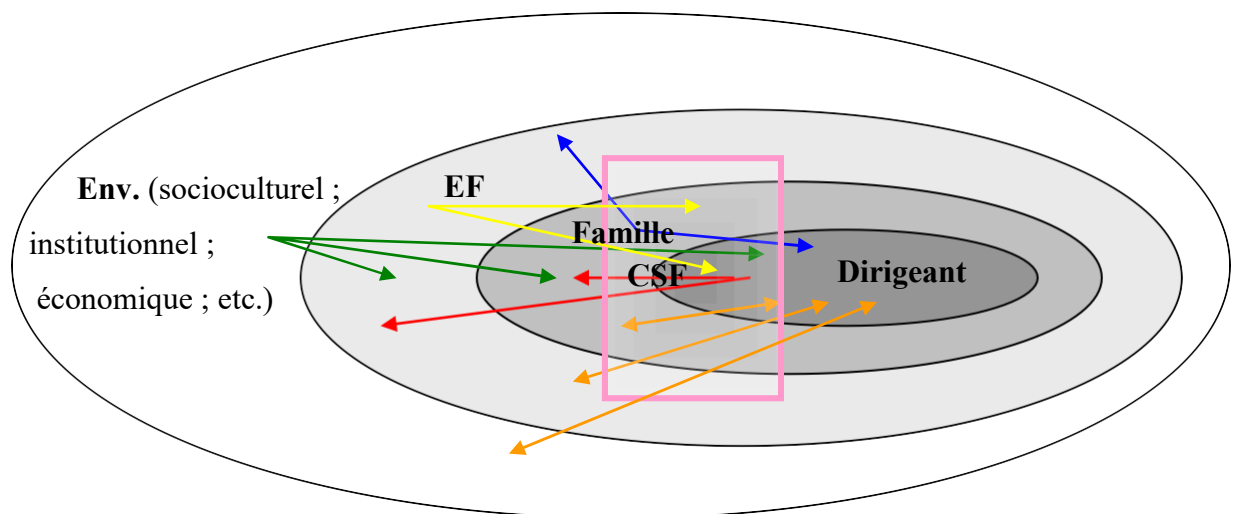 EF
Env. (socioculturel ;
Famille
institutionnel ;
CSF
Dirigeant
économique ; etc.)